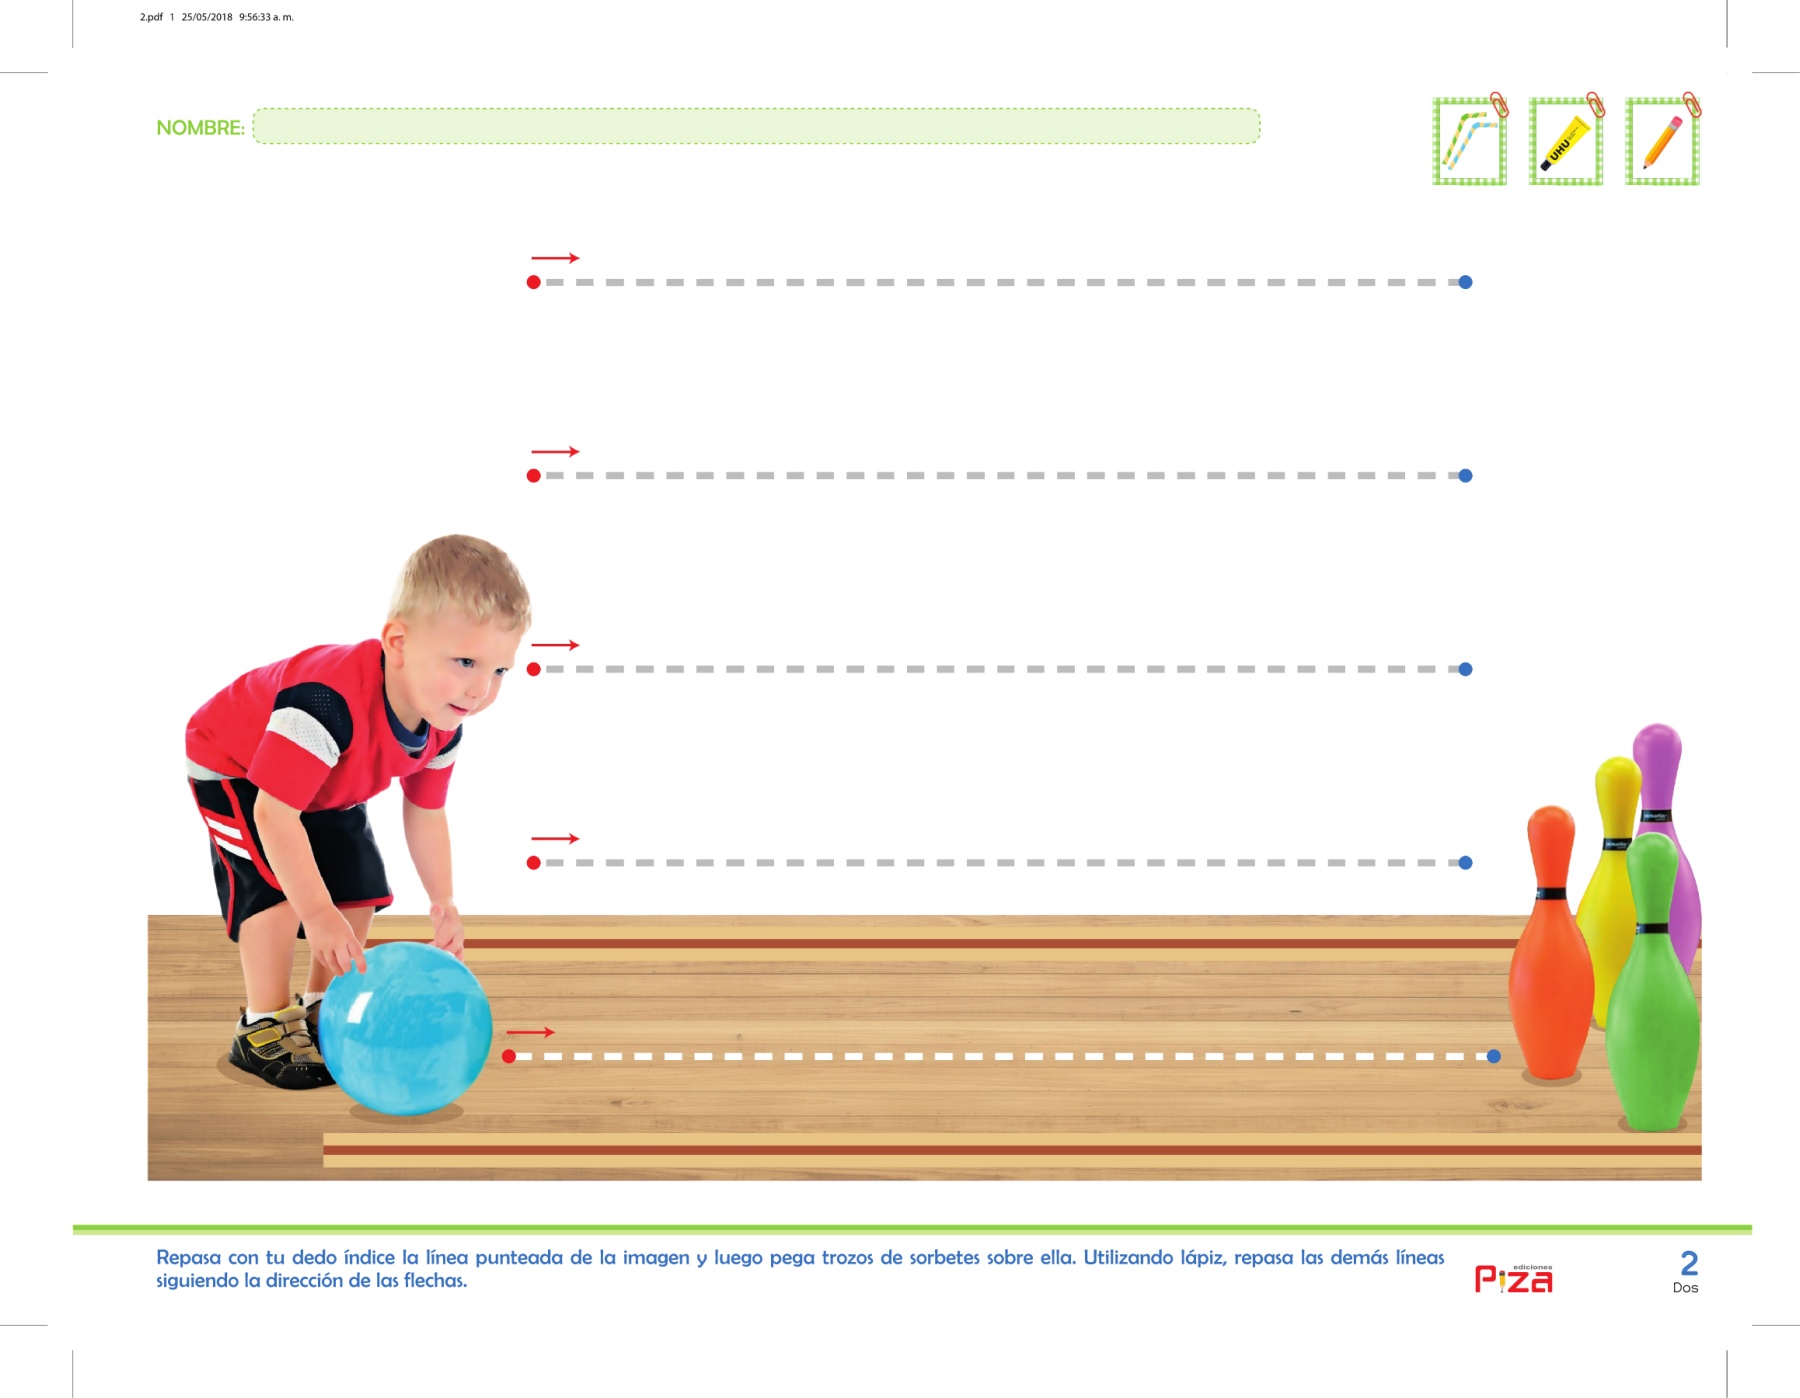 2.pdf 1 25/05/2018 9:56:33 a. m.
NOMBRE:
UHU
Repasa con tu dedo índice la línea punteada de la imagen y luego pega trozos de sorbetes sobre ella. Utilizando lápiz, repasa las demás líneas
siguiendo la dirección de las flechas.
ediciones
Piza
2
Dos